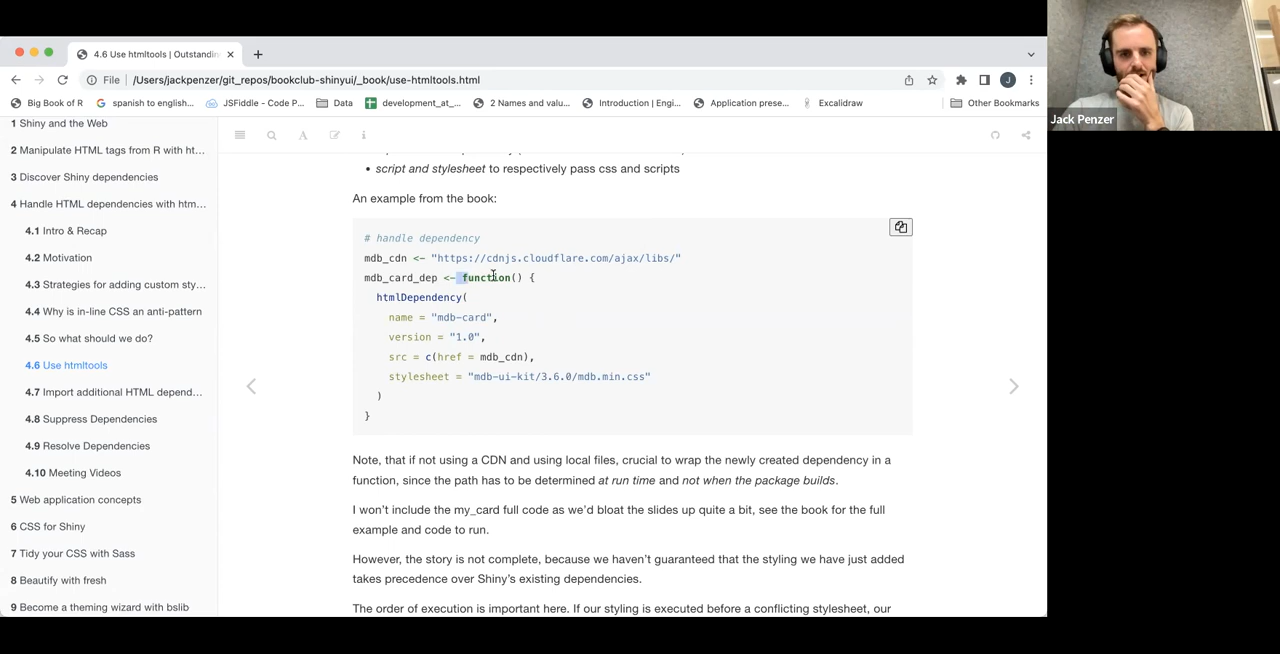 4.6 Use htmltools | Outstandin
File | /Users/jackpenzer/git_repos/bookclub-shinyui/_book/use-htmltools.html
J
Big Book of R
spanish to english...
JSFiddle - Code P...
Data
development_at_...
2 Names and valu...
Introduction | Engi...
Application prese...
Excalidraw
Other Bookmarks
Jack Penzer
1 Shiny and the Web
2 Manipulate HTML tags from R with ht...
3 Discover Shiny dependencies
4 Handle HTML dependencies with htm...
4.1 Intro & Recap
4.2 Motivation
4.3 Strategies for adding custom sty...
4.4 Why is in-line CSS an anti-pattern
4.5 So what should we do?
4.6 Use htmltools
4.7 Import additional HTML depend...
4.8 Suppress Dependencies
4.9 Resolve Dependencies
4.10 Meeting Videos
5 Web application concepts
6 CSS for Shiny
7 Tidy your CSS with Sass
8 Beautify with fresh
9 Become a theming wizard with bslib
• script and stylesheet to respectively pass css and scripts
An example from the book:
# handle dependency
mdb_cdn <- "https://cdnjs.cloudflare.com/ajax/libs/"
mdb_card_dep <- function() {
htmlDependency(
name = "mdb-card",
version = "1.0",
src = c(href = mdb_cdn),
stylesheet = "mdb-ui-kit/3.6.0/mdb.min.css"
)
}
Note, that if not using a CDN and using local files, crucial to wrap the newly created dependency in a
function, since the path has to be determined at run time and not when the package builds.
I won't include the my_card full code as we'd bloat the slides up quite a bit, see the book for the full
example and code to run.
However, the story is not complete, because we haven't guaranteed that the styling we have just added
takes precedence over Shiny's existing dependencies.
The order of execution is important here. If our styling is executed before a conflicting stylesheet, our